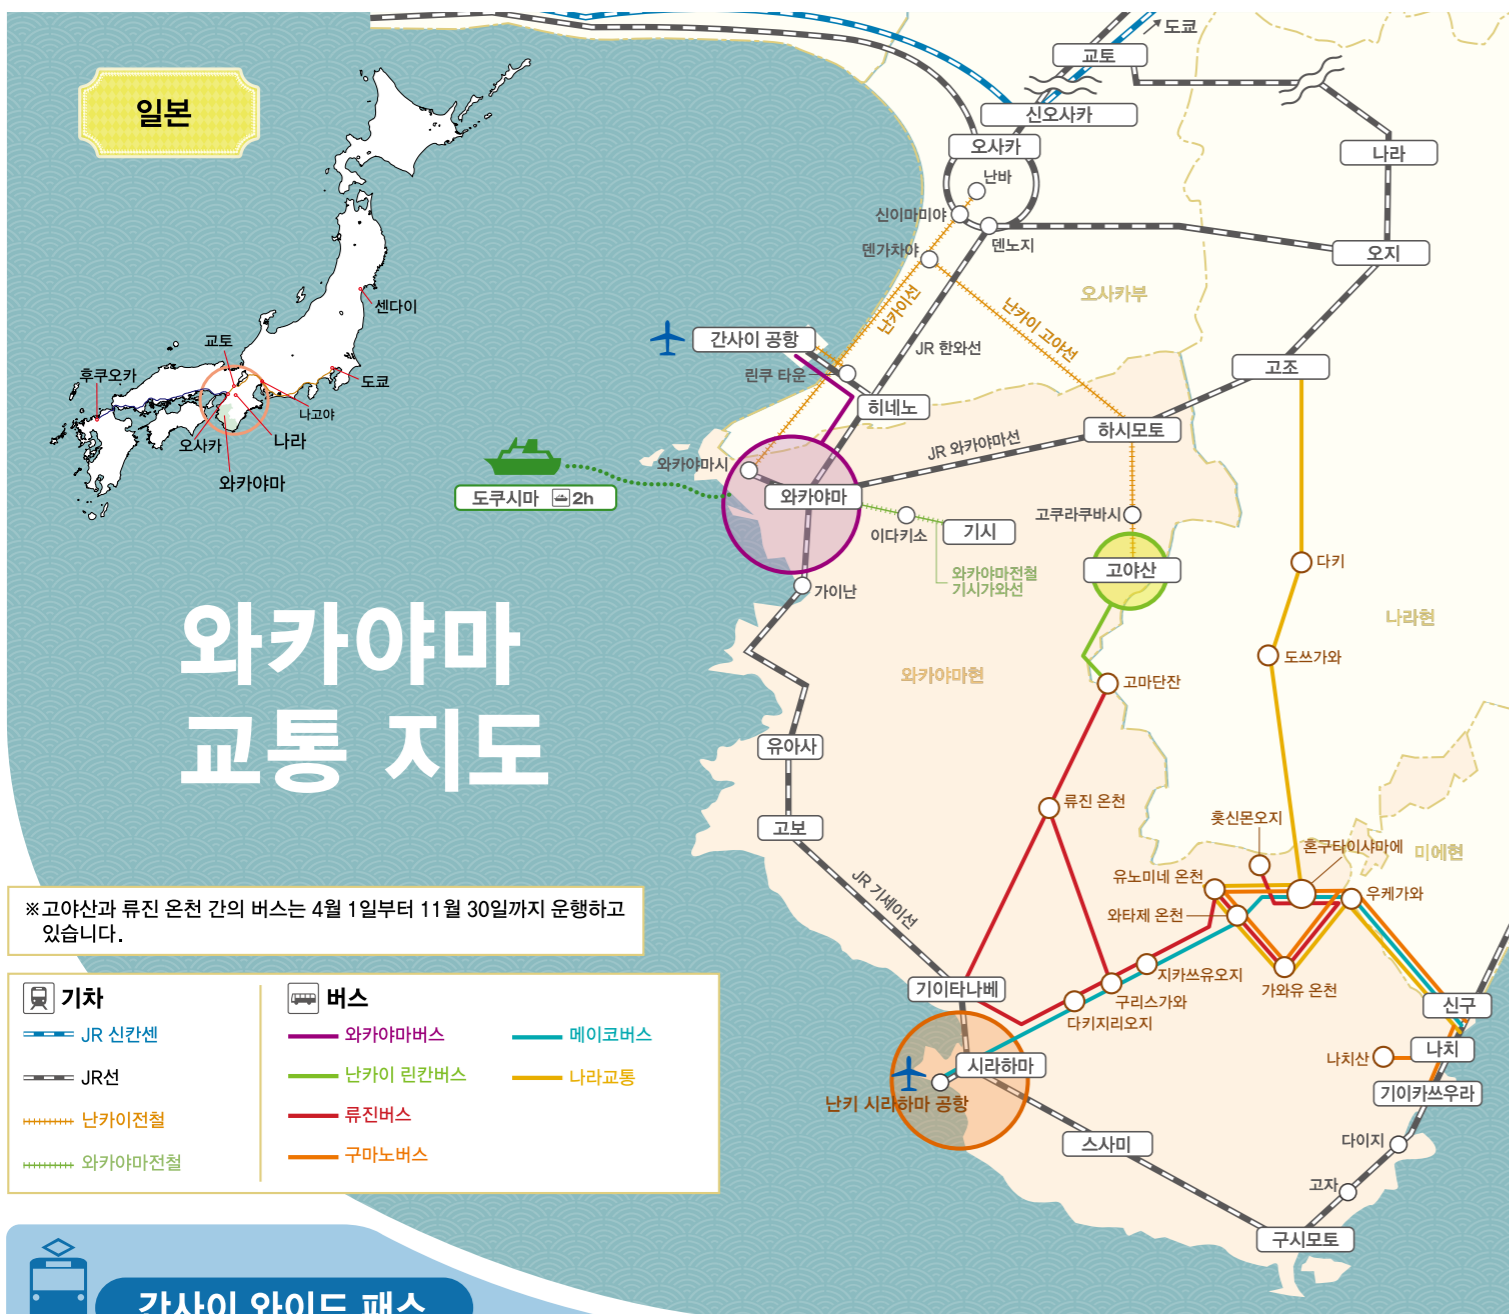 일본
센다이
교토
후쿠오카
도쿄
나고야
오사카
나라
와카야마
와카야마
교통 지도
도쿄
교토
신오사카
오사카
나라
난바
신이마미야
덴노지
덴가차야
오지
오사카부
난카이선
난카이 고야선
간사이 공항
JR 한와선
린쿠 타운
고조
히네노
하시모토
JR 와카야마선
와카야마시
와카야마
도쿠시마 2h
고쿠라쿠바시
이다키소
기시
와카야마전철
기시가와선
고야산
다키
가이난
나라현
도쓰가와
와카야마현
고마단잔
유아사
류진 온천
고보
홋신몬오지
혼구타이샤마에
미에현
유노미네 온천
우케가와
와타제 온천
JR 기세이선
지카쓰유오지
가와유 온천
기이타나베
구리스가와
다키지리오지
신구
나치
나치산
시라하마
난키 시라하마 공항
기이카쓰우라
스사미
다이지
고자
구시모토
※고야산과 류진 온천 간의 버스는 4월 1일부터 11월 30일까지 운행하고
있습니다.
기차
JR 신칸센
JR선
난카이전철
와카야마전철
버스
와카야마버스
난카이 린칸버스
류진버스
구마노버스
메이코버스
나라교통
간사이 와이드 패스